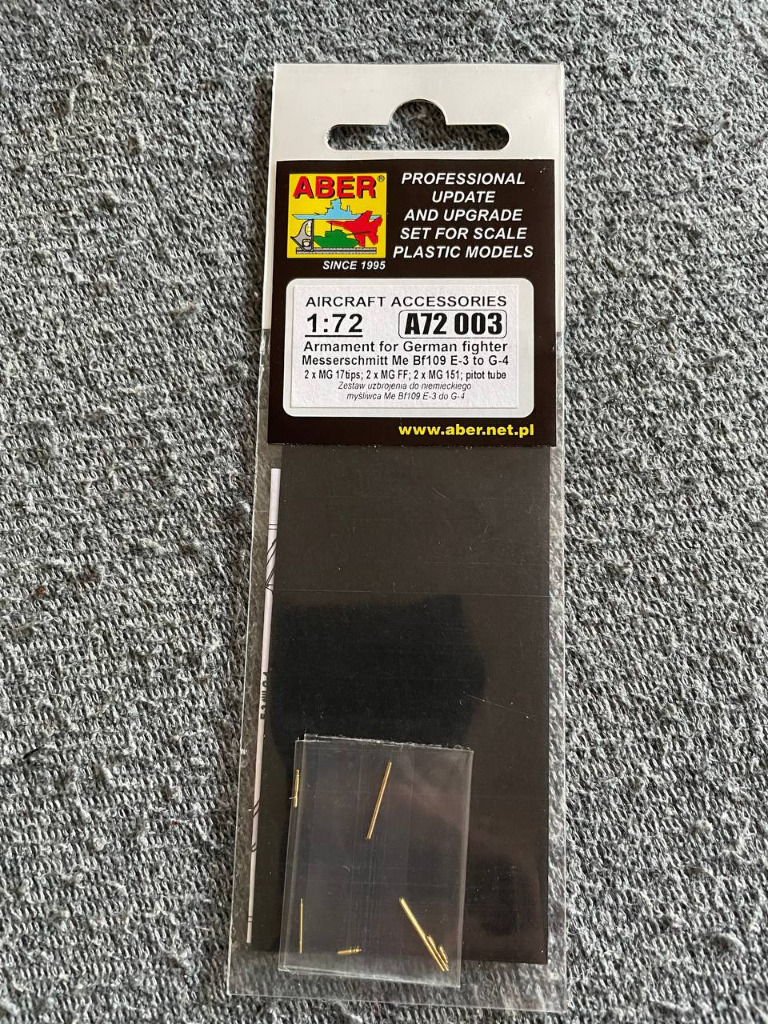 ABER®
SINCE 1995
PROFESSIONAL
UPDATE
AND UPGRADE
SET FOR SCALE
PLASTIC MODELS
AIRCRAFT ACCESSORIES
1:72 A72 003
Armament for German fighter
Messerschmitt Me Bf109 E-3 to G-4
2 x MG 17tips; 2 x MG FF; 2 x MG 151; pitot tube
Zestaw uzbrojenia do niemieckiego
myśliwca Me Bf109 E-3 do G-4
www.aber.net.pl